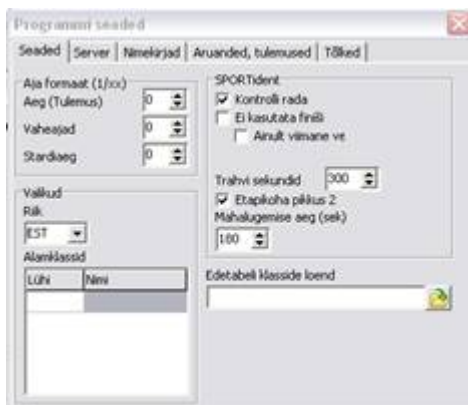 Programmi seaded
Seaded Server Nimekirjad Aruanded, tulemused Tõlked
Aja formaat (1/xx)
Aeg (Tulemus) 0
Vaheajad 0
Stardiaeg 0
Valikud
Riik
EST
Alamklassid
Lühi Nimi
SPORTident
Kontrolli rada
Ei kasutata finiši
Ainult viimane ve
Trahvi sekundid 300
Etapikoha pikkus 2
Mahalugemise aeg (sek)
180
Edetabeli klasside loend